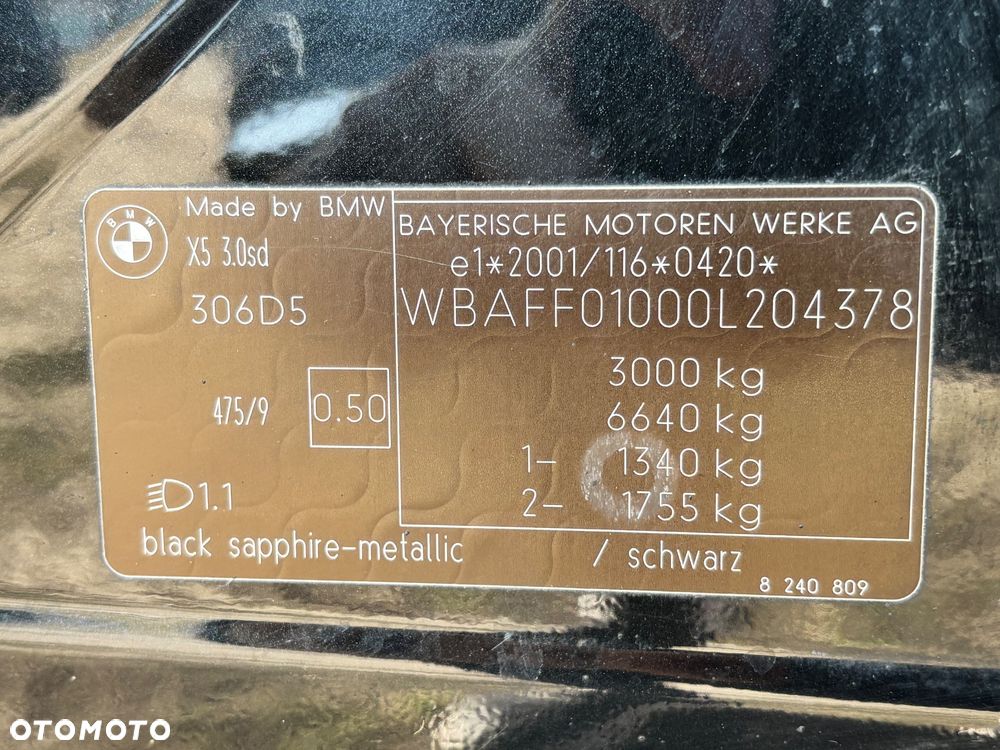 BMW
Made by BMW
X5 3.0sd
306D5
475/9
0.50
1.1
black sapphire-metallic / schwarz
BAYERISCHE MOTOREN WERKE AG
e1*2001/116*0420*
WBAFF01000L204378
3000 kg
6640 kg
1- 1340 kg
2- 1755 kg
8 240 809
OTOMOTO